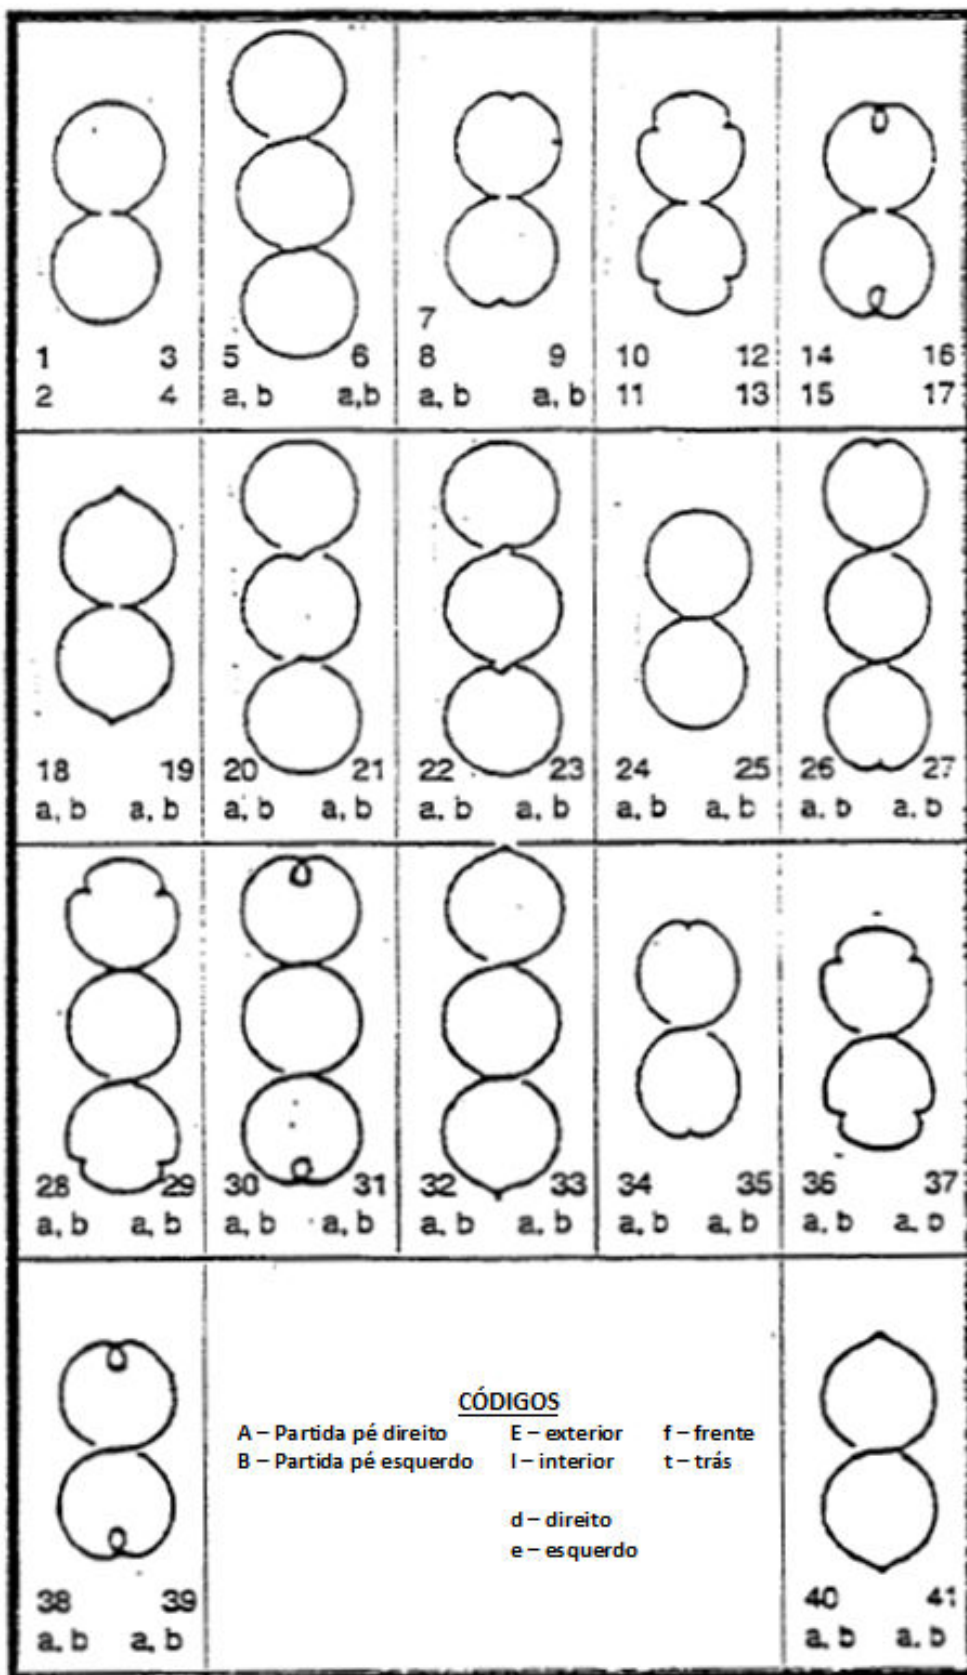 1 3
2 4
5 6
a, b a,b
7
8 9
a, b a, b
10 12
11 13
14 16
15 17
18 19
a, b a, b
20 21
a, b a, b
22 23
a. b a, b
24 25
a, b a, b
26 27
a. b a. b
28 29
a, b a, b
30 31
a, b a, b
32 33
a. b a, b
34 35
a, b a, b
36 37
a. b a. b
38 39
a. b a, b
CÓDIGOS
A – Partida pé direito E – exterior f – frente
B – Partida pé esquerdo I – interior t – trás
d – direito
e – esquerdo
40 41
a. b a. b